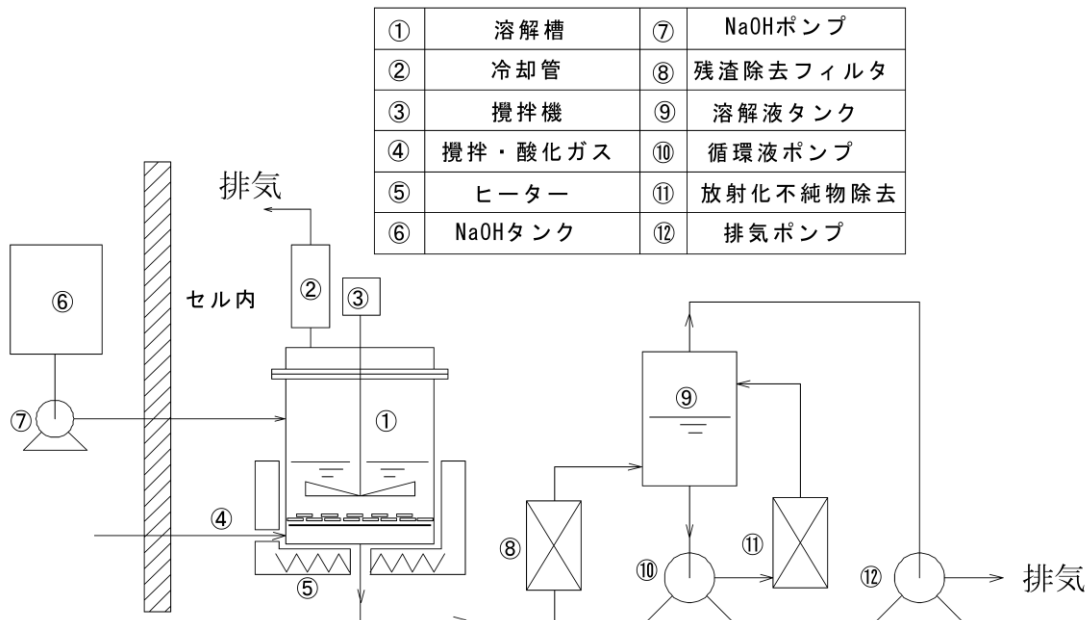 ① 溶解槽 ⑦ NaOHポンプ
② 冷却管 ⑧ 残渣除去フィルタ
③ 攪拌機 ⑨ 溶解液タンク
④ 攪拌・酸化ガス ⑩ 循環液ポンプ
⑤ ヒーター ⑪ 放射化不純物除去
⑥ NaOHタンク ⑫ 排気ポンプ
排気
セル内
⑥
②
③
⑦
①
⑨
④
⑤
⑧
⑩
⑪
⑫
排気